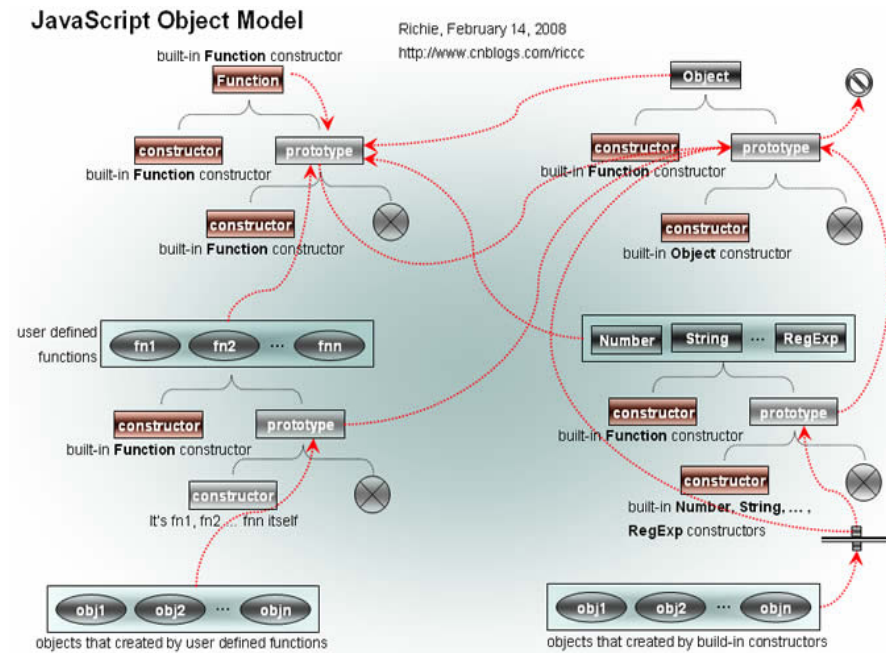 JavaScript Object Model
Richie, February 14, 2008
http://www.cnblogs.com/riccc
built-in Function constructor
Function
Object
constructor
prototype
constructor
prototype
built-in Function constructor
built-in Function constructor
constructor
constructor
built-in Function constructor
built-in Object constructor
user defined
functions
fn1 fn2 ... fnn
Number String ... RegExp
constructor
prototype
constructor
prototype
built-in Function constructor
built-in Function constructor
constructor
constructor
It's fn1, fn2, ... fnn itself
built-in Number, String, ... ,
RegExp constructors
obj1 obj2 ... objn
obj1 obj2 ... objn
objects that created by user defined functions
objects that created by build-in constructors